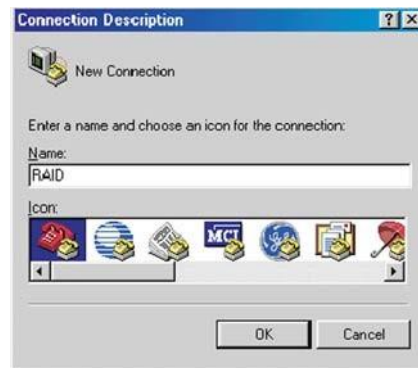 Connection Description
New Connection
Enter a name and choose an icon for the connection:
Name:
RAID
Icon:
MCI
OK
Cancel